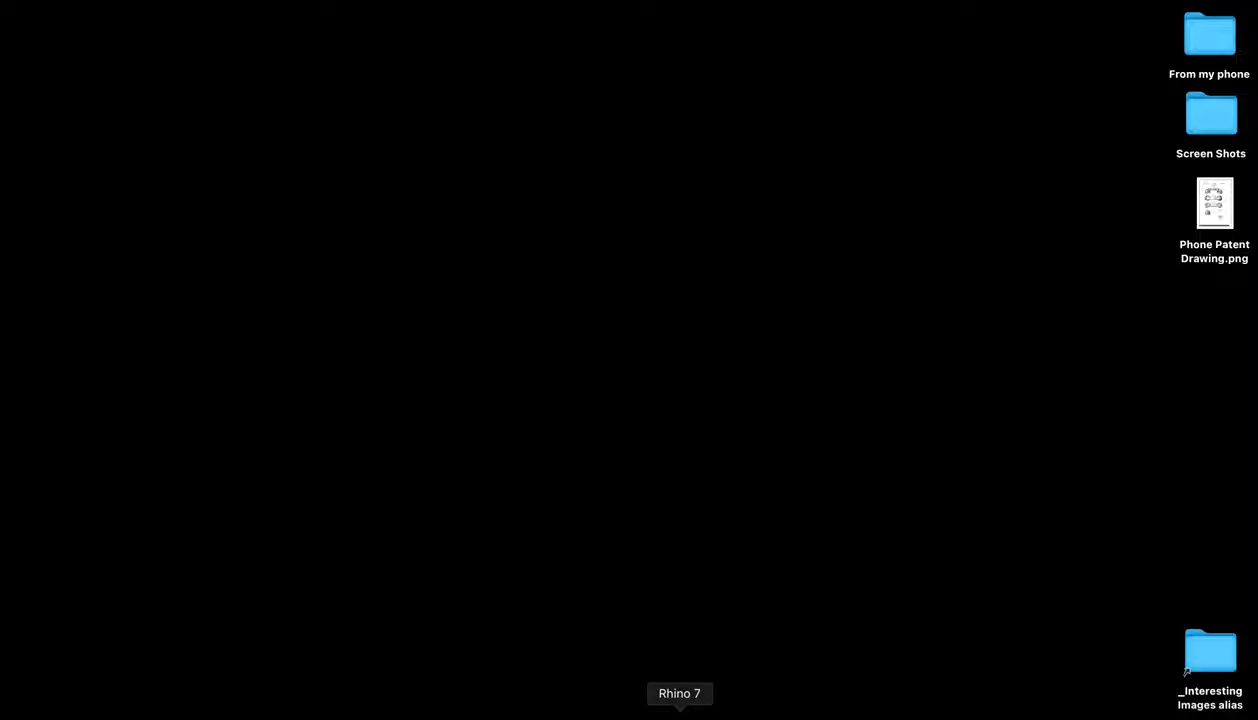 From my phone
Screen Shots
Phone Patent
Drawing.png
_Interesting
Images alias
Rhino 7